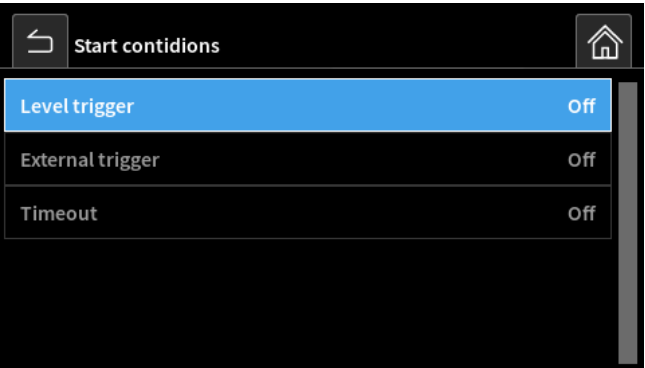 Start contidions
Level trigger Off
External trigger Off
Timeout Off